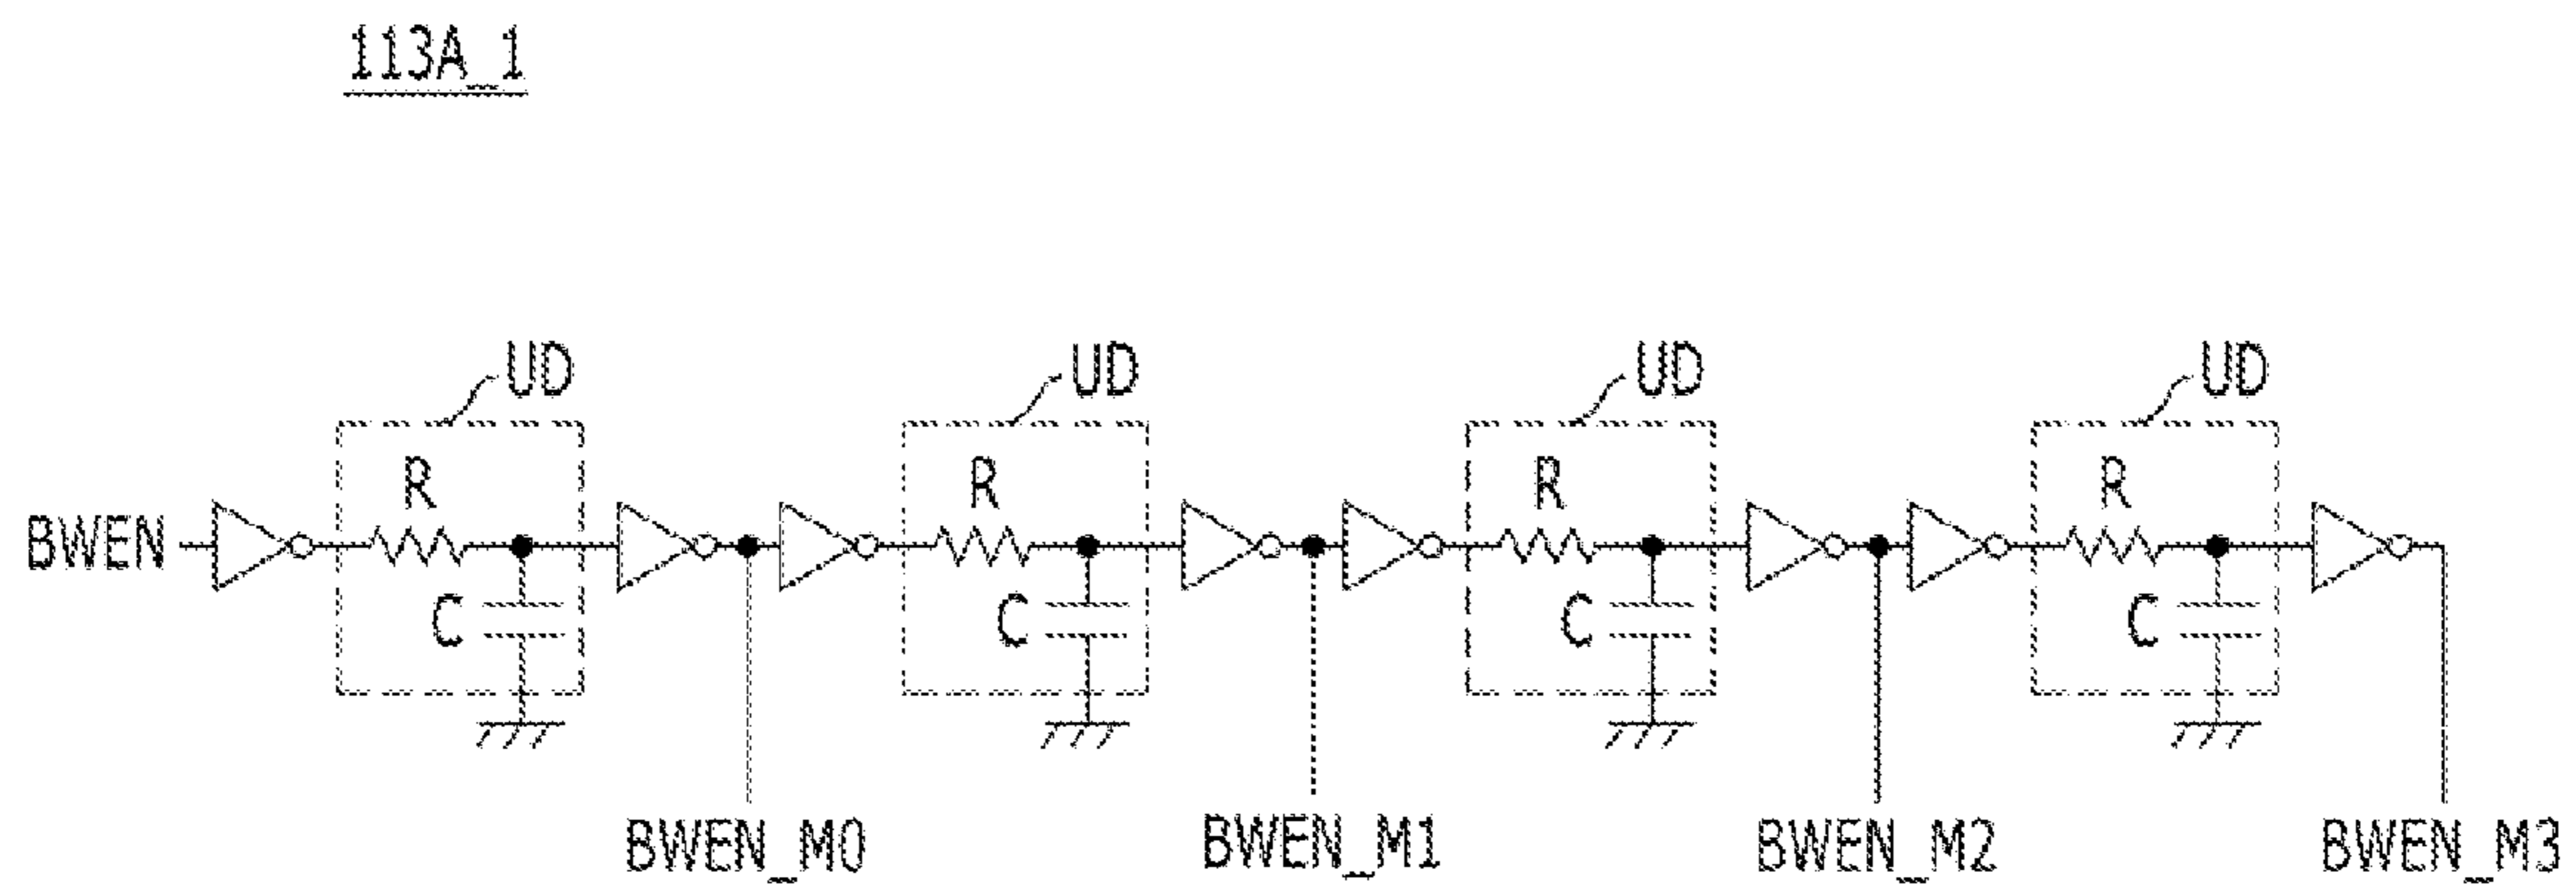 113A_1
UD UD UD UD
R R R R
BWEN
C C C C
BWEN_M0 BWEN_M1 BWEN_M2 BWEN_M3